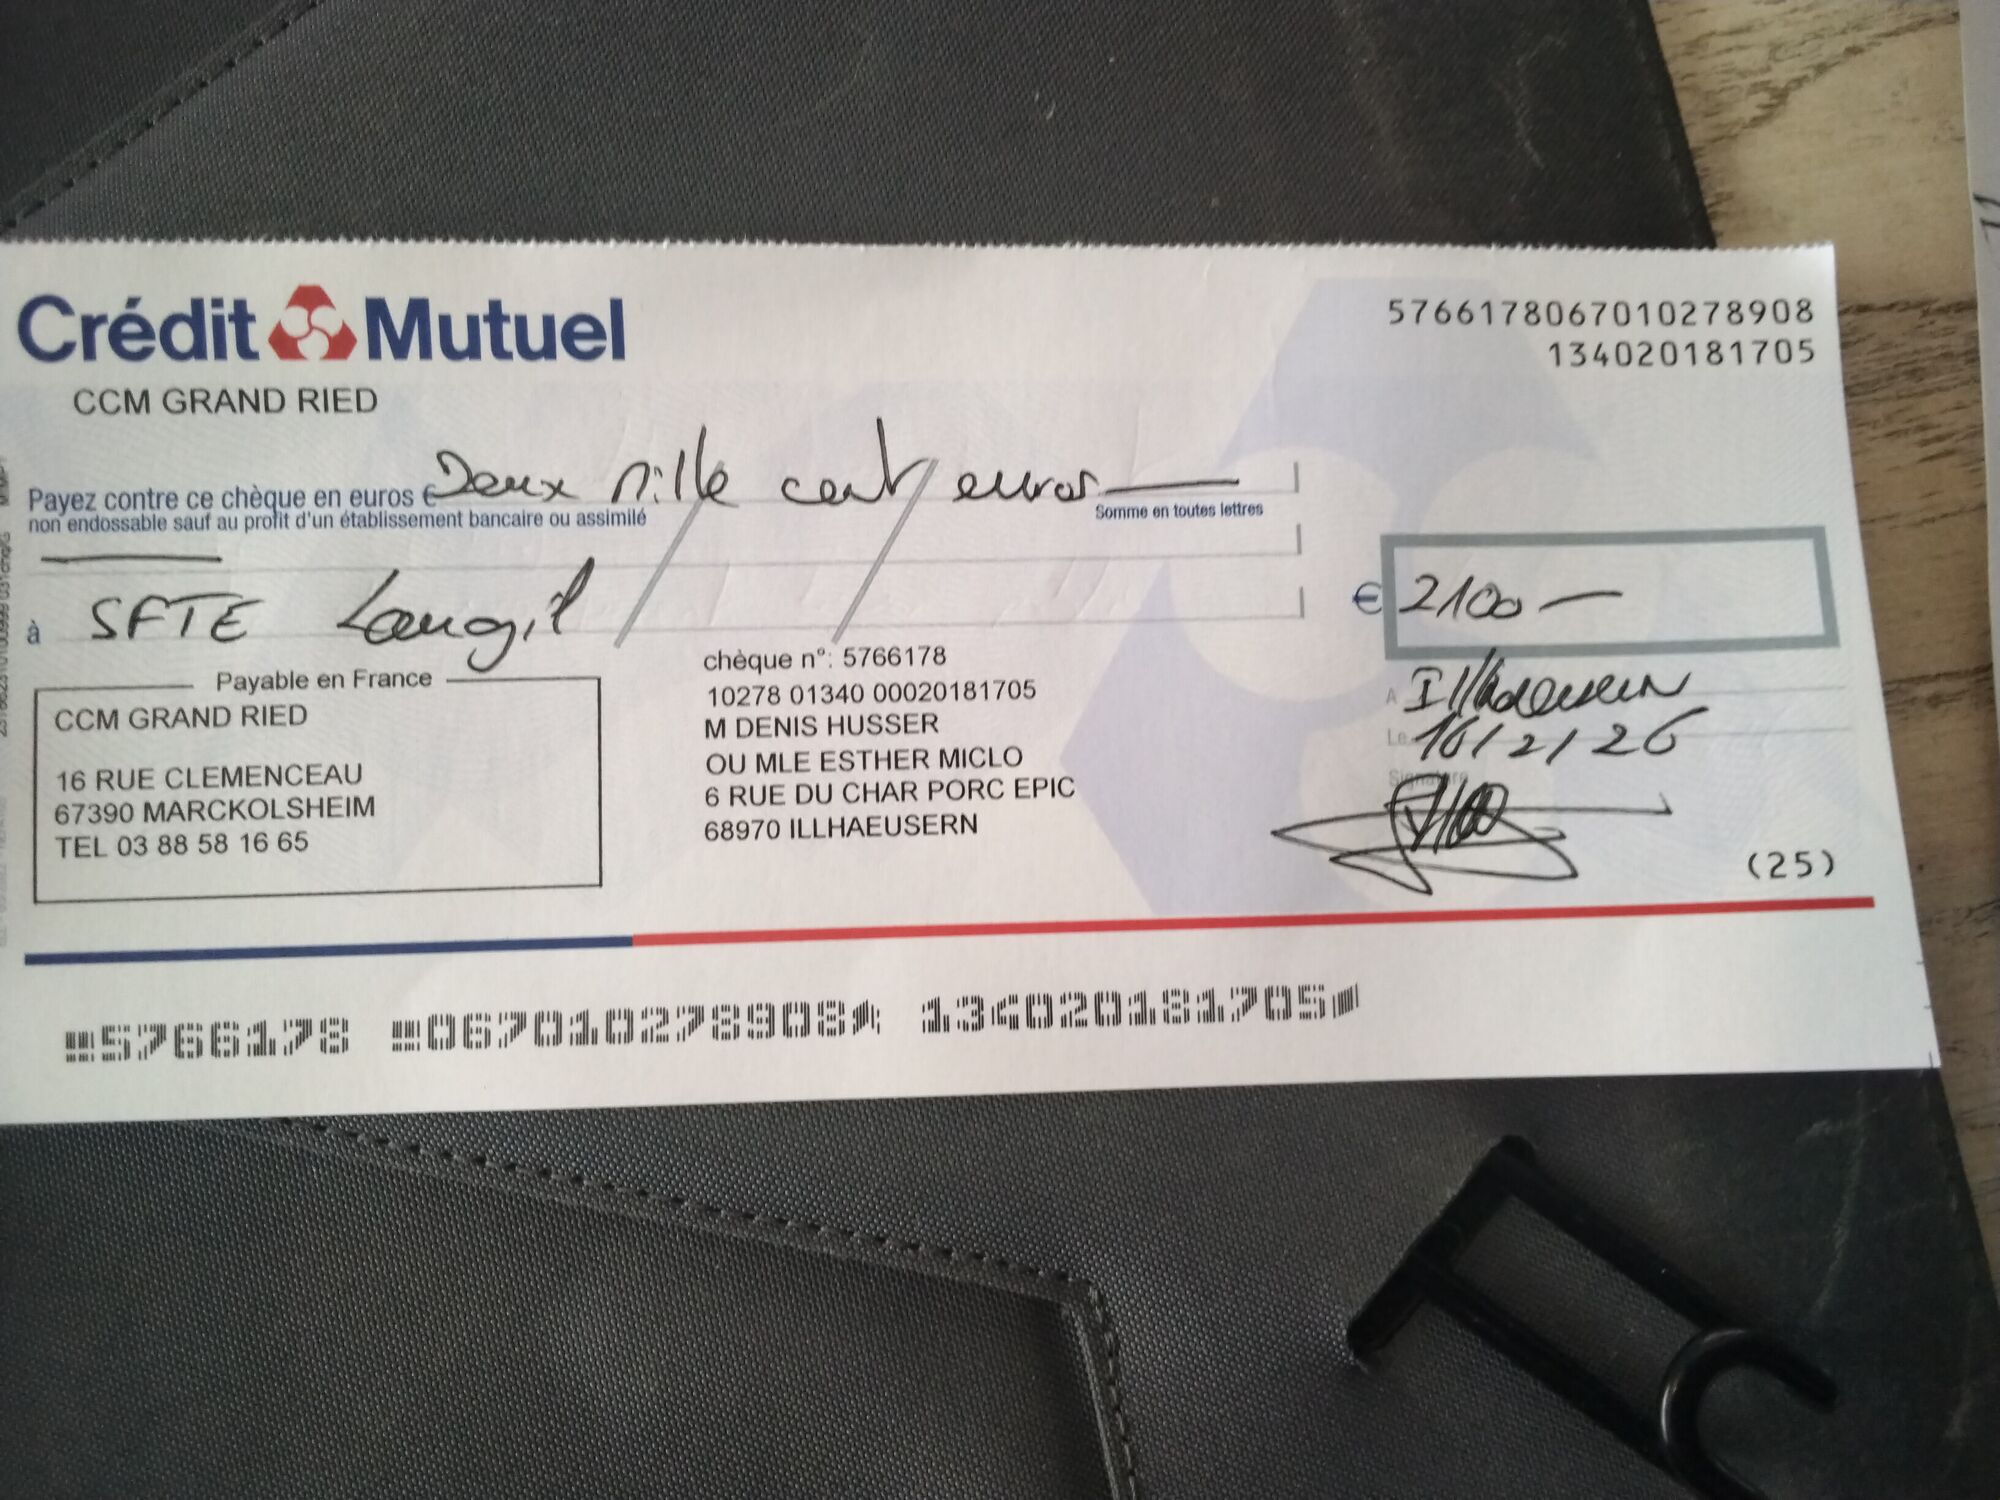 Crédit Mutuel
CCM GRAND RIED
5766178067010278908
134020181705
Payez contre ce chèque en euros € Deux mille cent euros
non endossable sauf au profit d'un établissement bancaire ou assimilé
Somme en toutes lettres
€ 2100
à SFTE Laugil
Payable en France
CCM GRAND RIED
16 RUE CLEMENCEAU
67390 MARCKOLSHEIM
TEL 03 88 58 16 65
chèque n°: 5766178
10278 01340 00020181705
M DENIS HUSSER
OU MLE ESTHER MICLO
6 RUE DU CHAR PORC EPIC
68970 ILLHAEUSERN
A Illhaeusern
Le 16/2/26
Signature
(25)
5766178 067010278908 134020181705